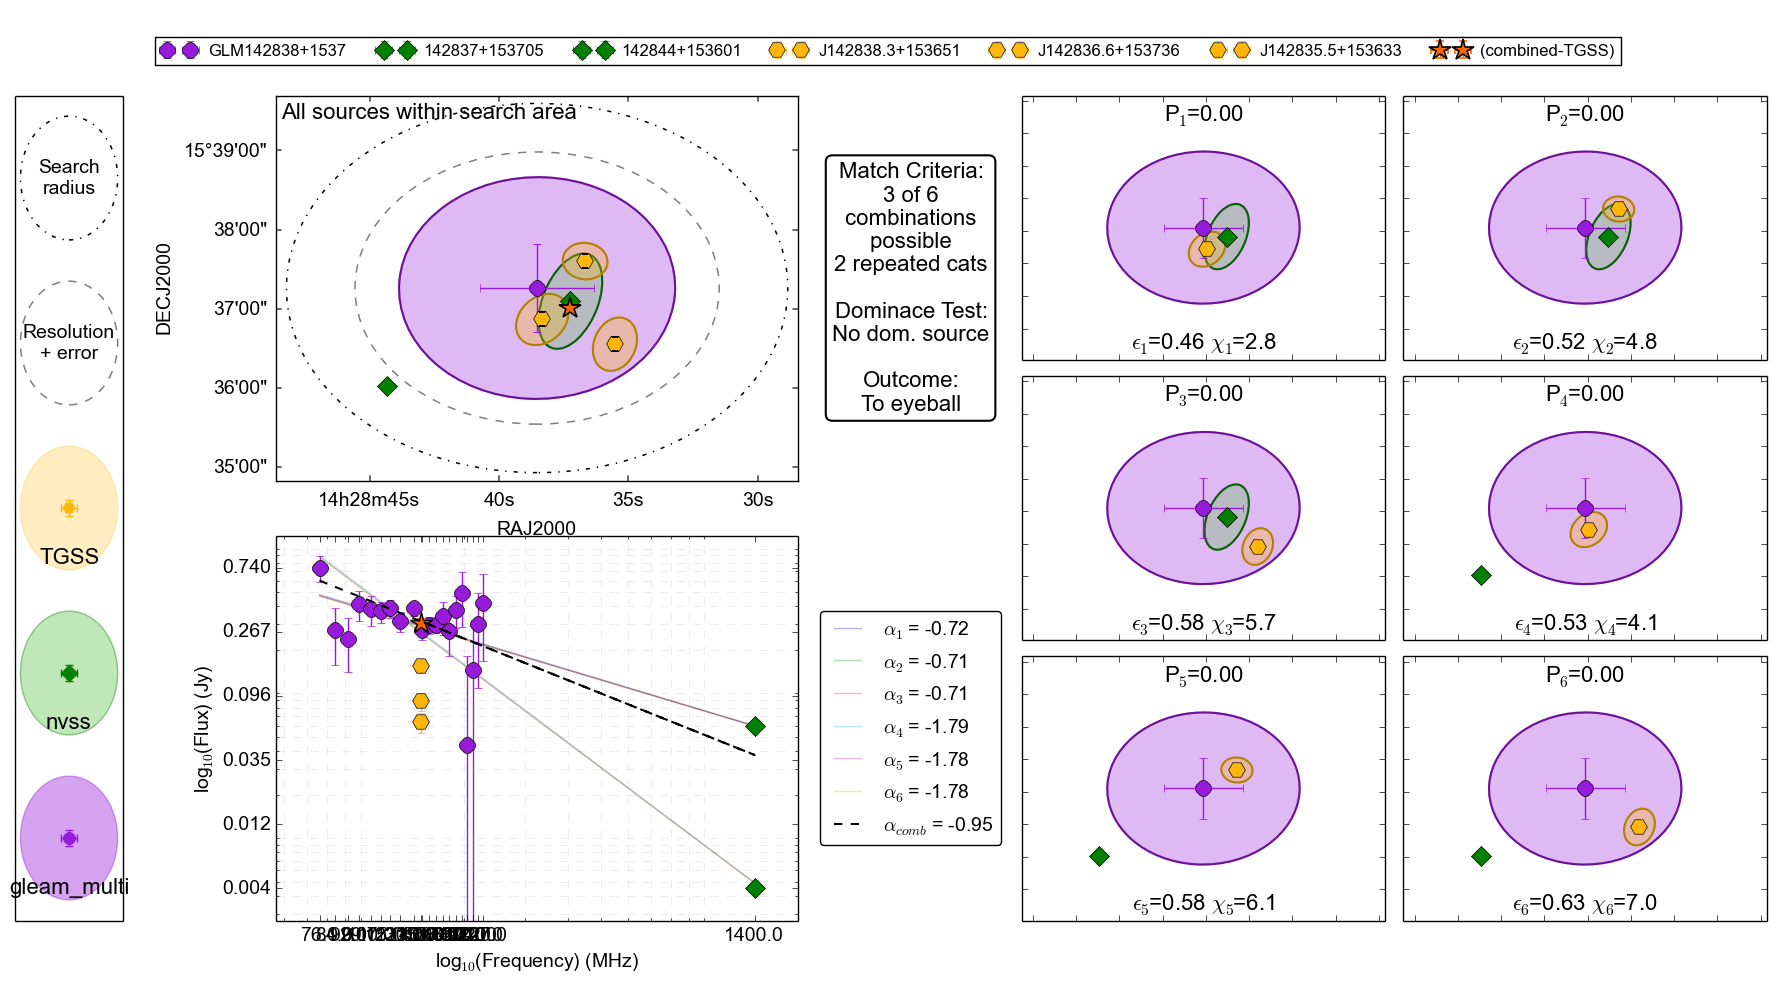 GLM142838+1537 142837+153705 142844+153601 J142838.3+153651 J142836.6+153736 J142835.5+153633 (combined-TGSS)
Search
radius
Resolution
+ error
TGSS
nvss
gleam_multi
All sources within search area
DECJ2000
15°39'00"
38'00"
37'00"
36'00"
35'00"
14h28m45s 40s 35s 30s
RAJ2000
Match Criteria:
3 of 6
combinations
possible
2 repeated cats
Dominace Test:
No dom. source
Outcome:
To eyeball
log10(Flux) (Jy)
0.740
0.267
0.096
0.035
0.012
0.004
1400.0
log10(Frequency) (MHz)
α1 = -0.72
α2 = -0.71
α3 = -0.71
α4 = -1.79
α5 = -1.78
α6 = -1.78
αcomb = -0.95
P1=0.00
ϵ1=0.46 χ1=2.8
P2=0.00
ϵ2=0.52 χ2=4.8
P3=0.00
ϵ3=0.58 χ3=5.7
P4=0.00
ϵ4=0.53 χ4=4.1
P5=0.00
ϵ5=0.58 χ5=6.1
P6=0.00
ϵ6=0.63 χ6=7.0